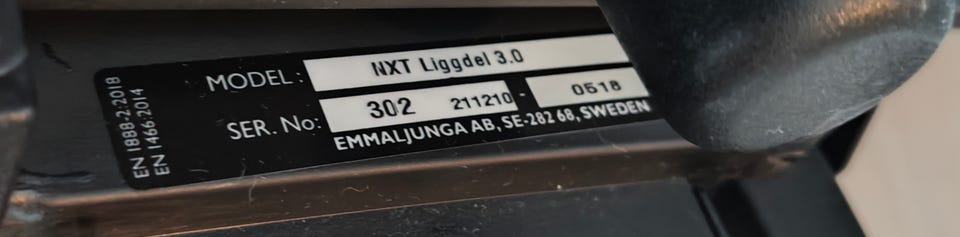 MODEL: NXT Liggdel 3.0
SER. No: 302 211210 - 0518
EMMALJUNGA AB, SE-282 68, SWEDEN
EN 1888-2:2018
EN 1466:2014